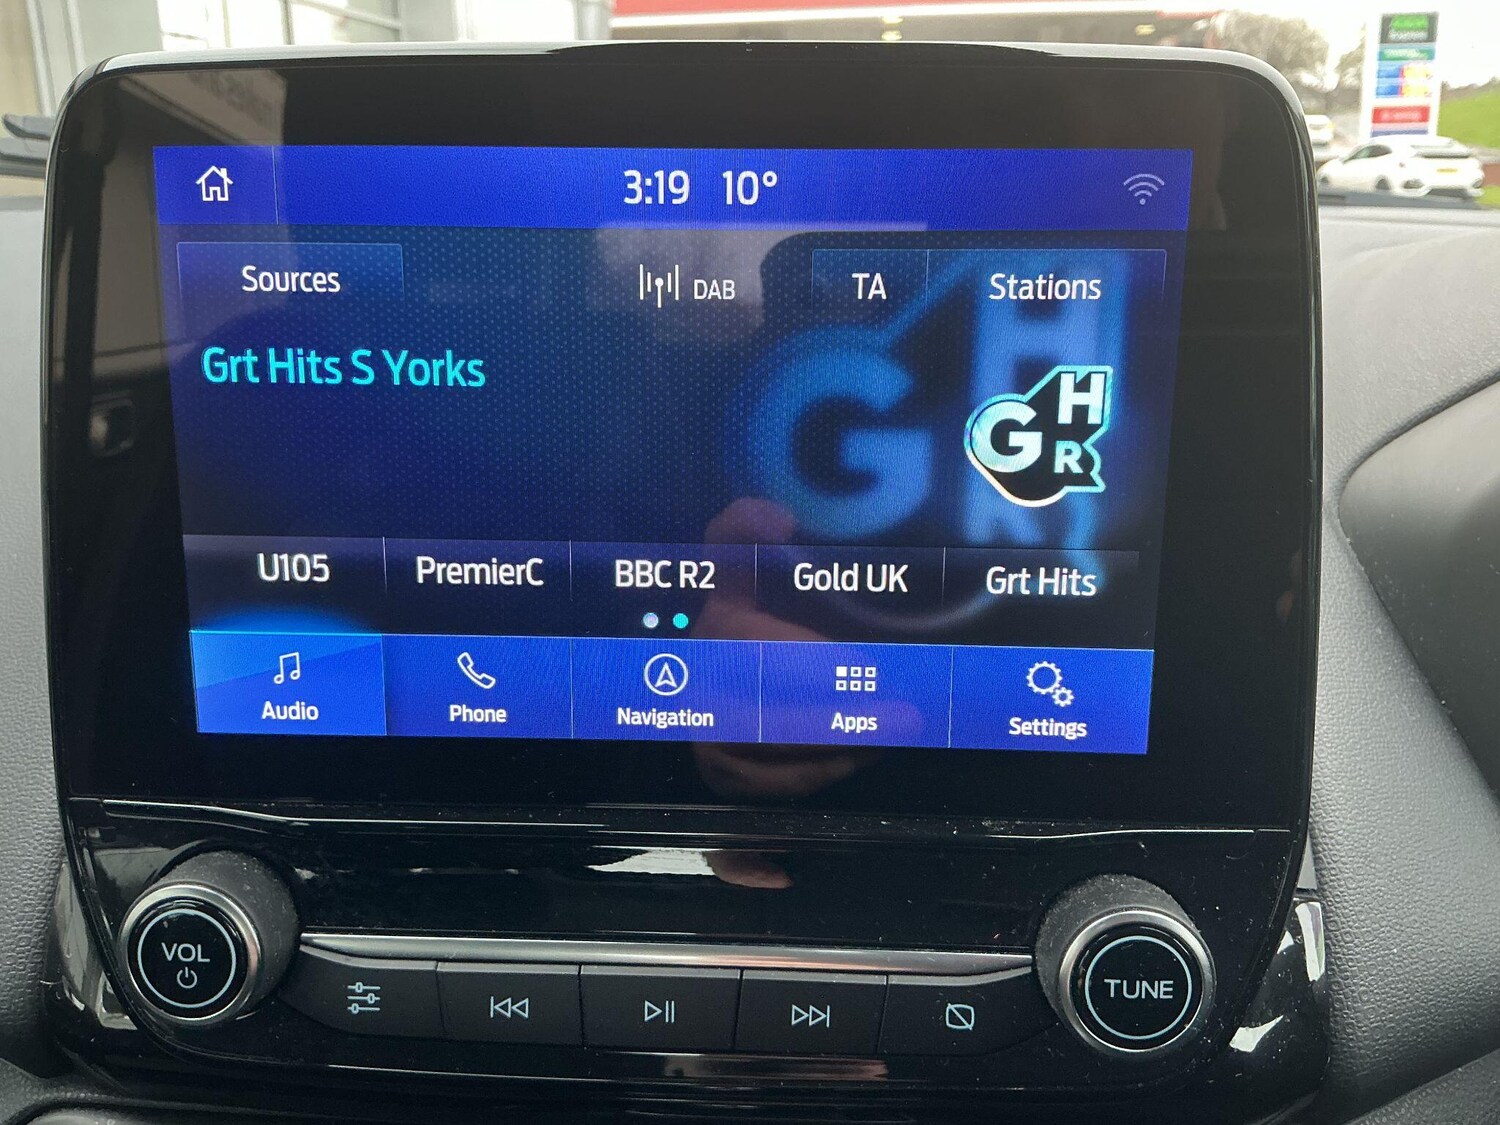 3:19 10°
Sources
DAB
TA
Stations
Grt Hits S Yorks
G H R
U105
PremierC
BBC R2
Gold UK
Grt Hits
Audio
Phone
Navigation
Apps
Settings
VOL
TUNE